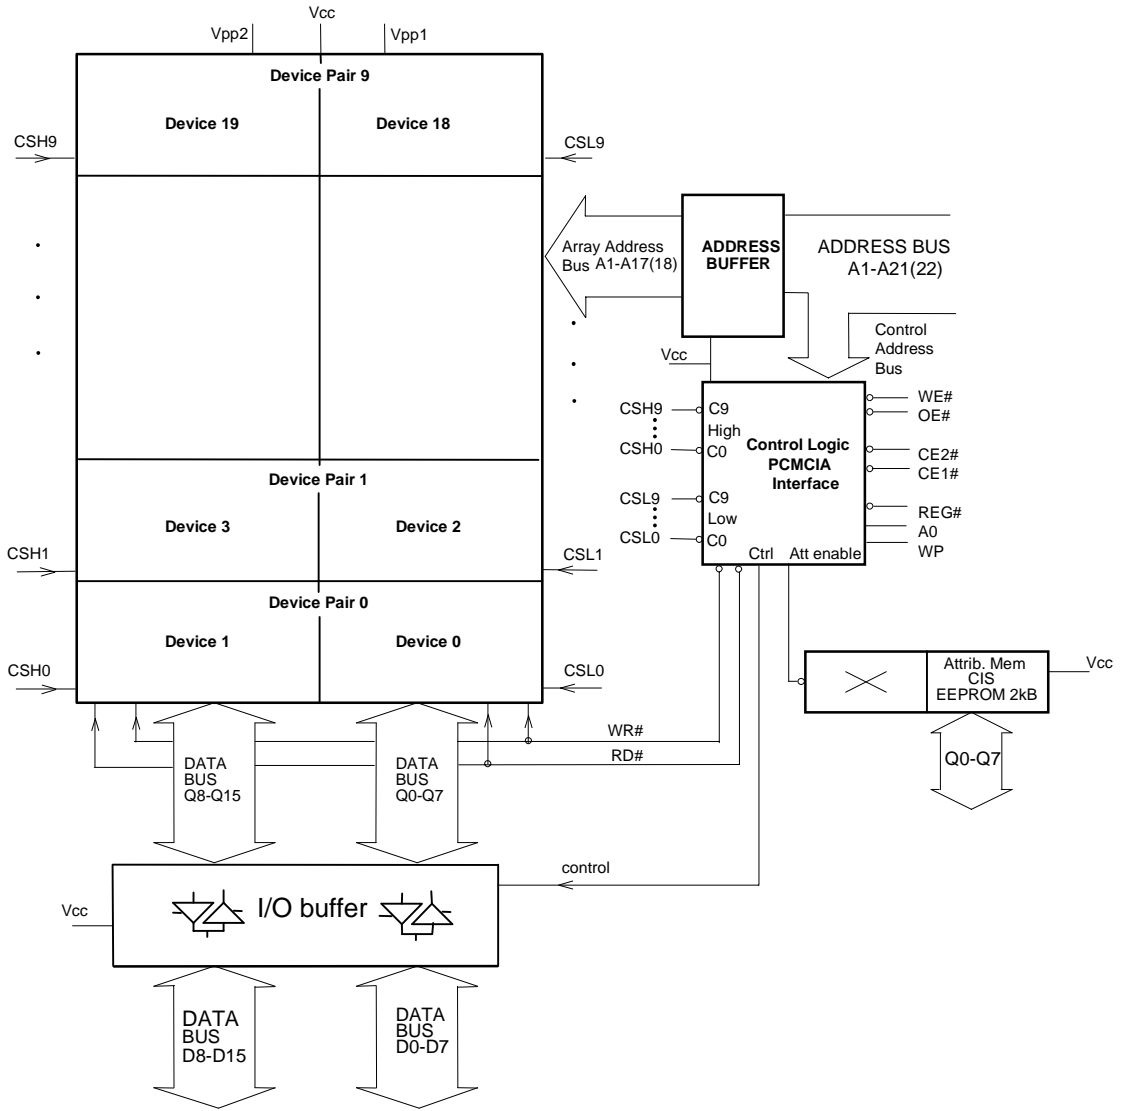 Vcc
Vpp2
Vpp1
Device Pair 9
Device 19
Device 18
CSH9
CSL9
Array Address
Bus A1-A17(18)
ADDRESS
BUFFER
ADDRESS BUS
A1-A21(22)
Control
Address
Bus
Vcc
CSH9
C9
High
CSH0
C0
CSL9
C9
Low
CSL0
C0
Control Logic
PCMCIA
Interface
Ctrl
Att enable
WE#
OE#
CE2#
CE1#
REG#
A0
WP
Device Pair 1
Device 3
Device 2
CSH1
CSL1
Device Pair 0
Device 1
Device 0
CSH0
CSL0
Attrib. Mem
CIS
EEPROM 2kB
Vcc
Q0-Q7
WR#
RD#
DATA
BUS
Q8-Q15
DATA
BUS
Q0-Q7
control
Vcc
I/O buffer
DATA
BUS
D8-D15
DATA
BUS
D0-D7